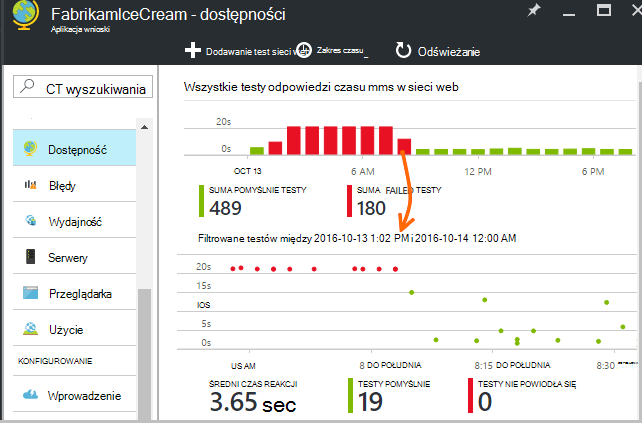 FabrikamIceCream - dostępności
Aplikacja wnioski
Dodawanie test sieci web
Zakres czasu
Odświeżanie
CT wyszukiwania
Dostępność
Błędy
Wydajność
Serwery
Przeglądarka
Użycie
KONFIGUROWANIE
Wprowadzenie
Wszystkie testy odpowiedzi czasu mms w sieci web
20s
0s
OCT 13 6 AM 12 PM 6 PM
SUMA POMYŚLNIE TESTY
489
SUMA FAILED TESTY
180
Filtrowane testów między 2016-10-13 1:02 PM i 2016-10-14 12:00 AM
20s
15s
IOS
5s
0s
US AM 8 DO POŁUDNIA 8:15 DO POŁUDNIA 8:30
ŚREDNI CZAS REAKCJI
3.65 sec
TESTY POMYŚLNIE
19
TESTY NIE POWIODŁA SIĘ
0